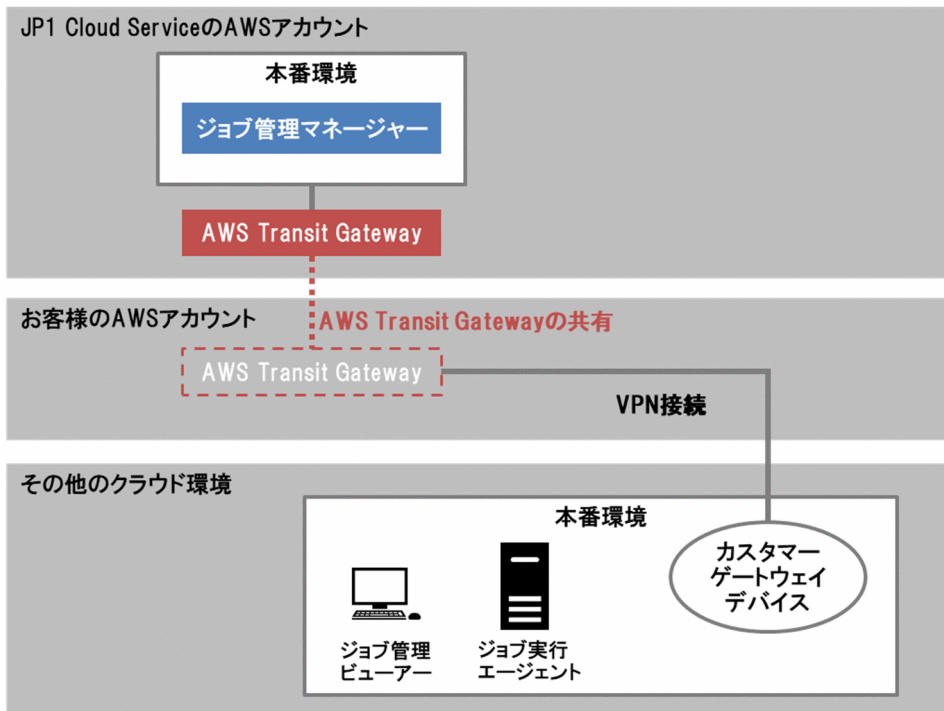 JP1 Cloud ServiceのAWSアカウント
本番環境
ジョブ管理マネージャー
AWS Transit Gateway
お客様のAWSアカウント
AWS Transit Gatewayの共有
AWS Transit Gateway
VPN接続
その他のクラウド環境
本番環境
カスタマー
ゲートウェイ
デバイス
ジョブ管理
ビューアー
ジョブ実行
エージェント